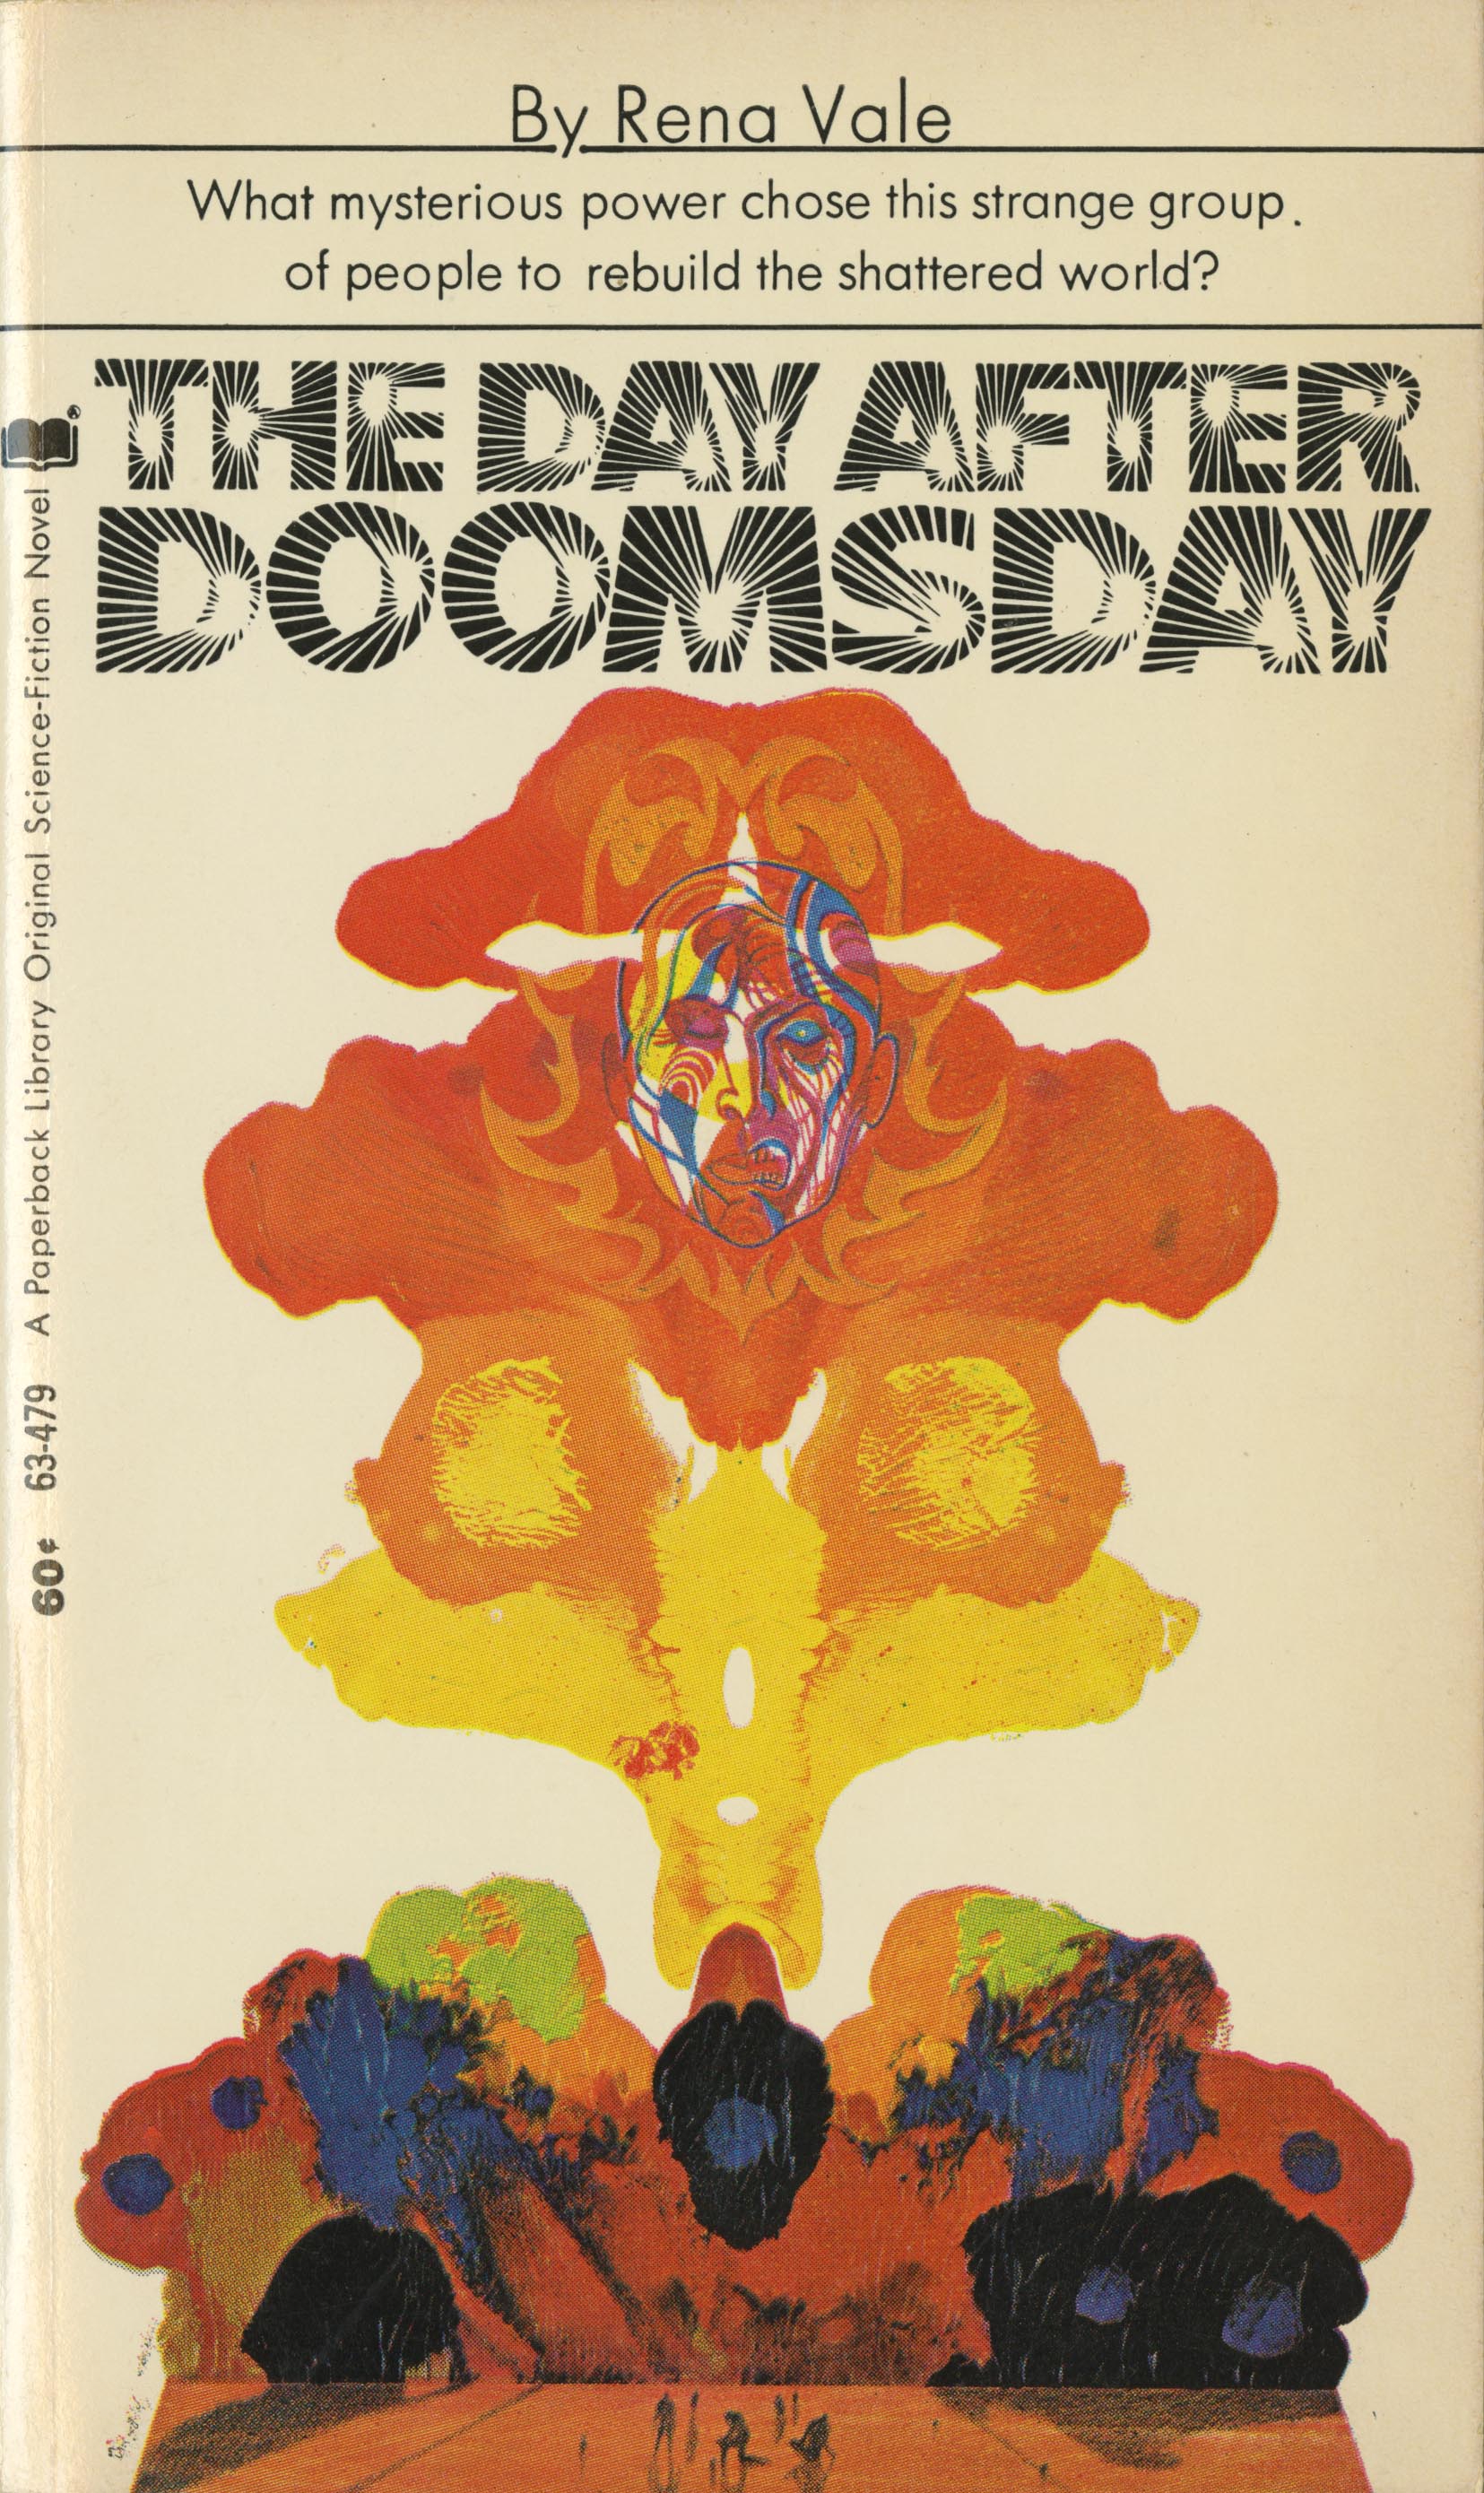 By Rena Vale
What mysterious power chose this strange group
of people to rebuild the shattered world?
THE DAY AFTER
DOOMSDAY
60¢ 63-479 A Paperback Library Original Science-Fiction Novel ®